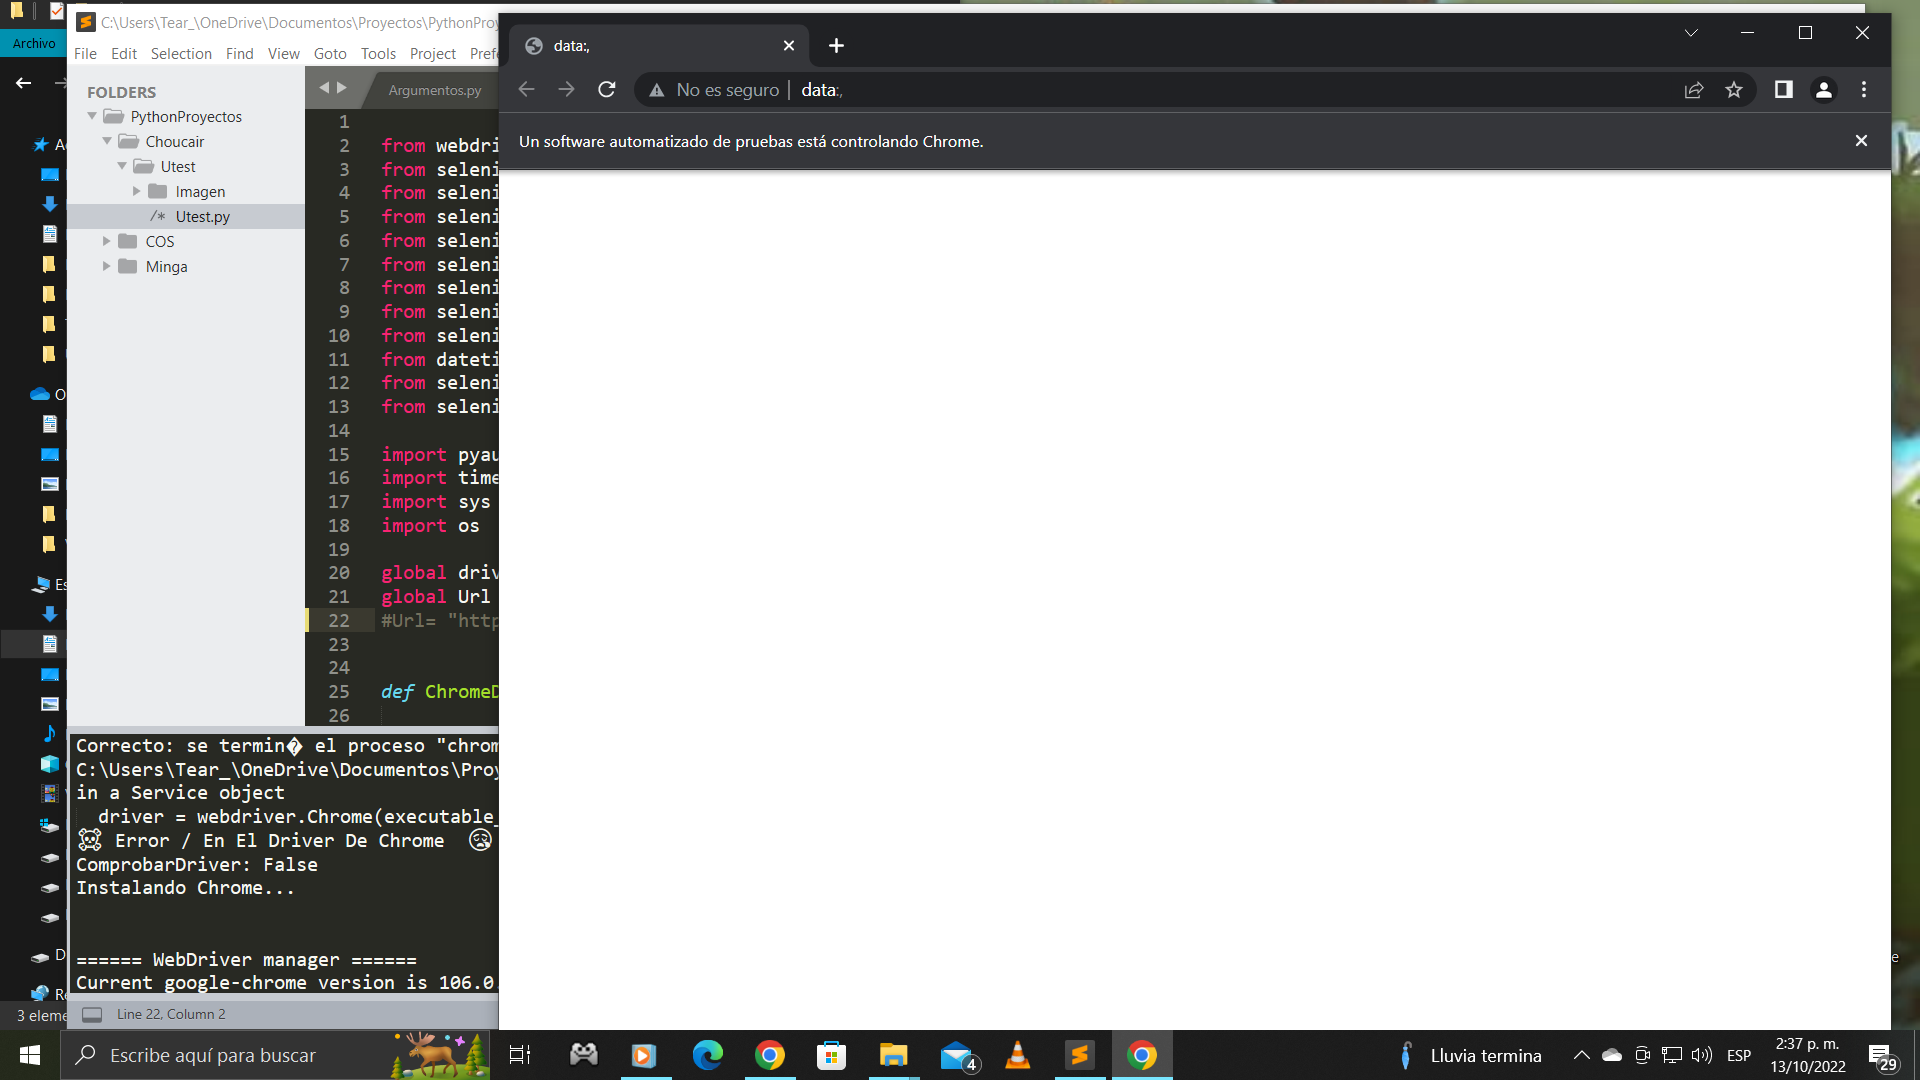 C:\Users\Tear_\OneDrive\Documentos\Proyectos\PythonProy
Archivo
File Edit Selection Find View Goto Tools Project Prefe
FOLDERS
PythonProyectos
Choucair
Utest
Imagen
/* Utest.py
COS
Minga
Argumentos.py
1
2 from webdri
3 from seleni
4 from seleni
5 from seleni
6 from seleni
7 from seleni
8 from seleni
9 from seleni
10 from seleni
11 from dateti
12 from seleni
13 from seleni
14
15 import pyau
16 import time
17 import sys
18 import os
19
20 global driv
21 global Url
22 #Url= "http
23
24
25 def ChromeD
26
Correcto: se termin� el proceso "chrom
C:\Users\Tear_\OneDrive\Documentos\Proy
in a Service object
driver = webdriver.Chrome(executable_
Error / En El Driver De Chrome
ComprobarDriver: False
Instalando Chrome...
====== WebDriver manager ======
Current google-chrome version is 106.0.
Line 22, Column 2
3 eleme
data:,
No es seguro | data:,
Un software automatizado de pruebas está controlando Chrome.
Escribe aquí para buscar
4
Lluvia termina
ESP
2:37 p. m.
13/10/2022
29